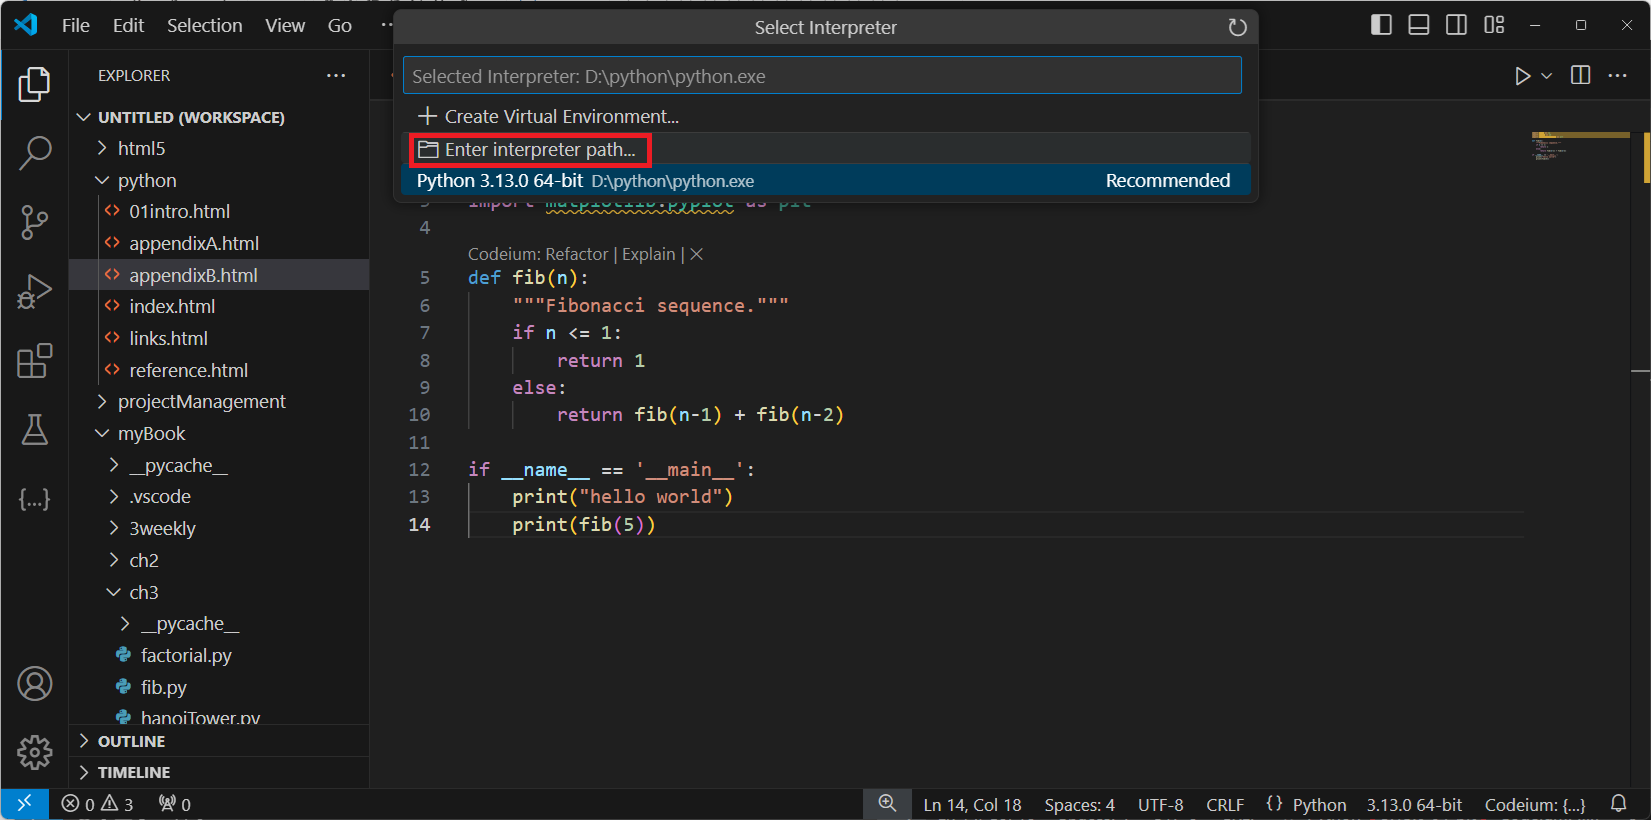 File Edit Selection View Go ···
Select Interpreter
Selected Interpreter: D:\python\python.exe
Create Virtual Environment...
Enter interpreter path...
Python 3.13.0 64-bit D:\python\python.exe Recommended
EXPLORER
UNTITLED (WORKSPACE)
html5
python
01intro.html
appendixA.html
appendixB.html
index.html
links.html
reference.html
projectManagement
myBook
__pycache__
.vscode
3weekly
ch2
ch3
__pycache__
factorial.py
fib.py
hanoiTower.py
OUTLINE
TIMELINE
3 import matplotlib.pyplot as plt
4
Codeium: Refactor | Explain | ✕
5 def fib(n):
6 """Fibonacci sequence."""
7 if n <= 1:
8 return 1
9 else:
10 return fib(n-1) + fib(n-2)
11
12 if __name__ == '__main__':
13 print("hello world")
14 print(fib(5))
0 3 0
Ln 14, Col 18 Spaces: 4 UTF-8 CRLF {} Python 3.13.0 64-bit Codeium: {...}